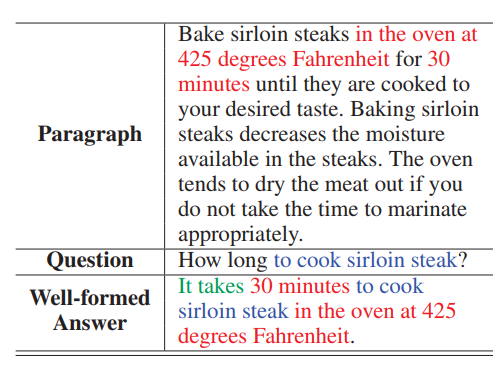 Bake sirloin steaks in the oven at
425 degrees Fahrenheit for 30
minutes until they are cooked to
your desired taste. Baking sirloin
Paragraph
steaks decreases the moisture
available in the steaks. The oven
tends to dry the meat out if you
do not take the time to marinate
appropriately.
Question
How long to cook sirloin steak?
Well-formed
Answer
It takes 30 minutes to cook
sirloin steak in the oven at 425
degrees Fahrenheit.